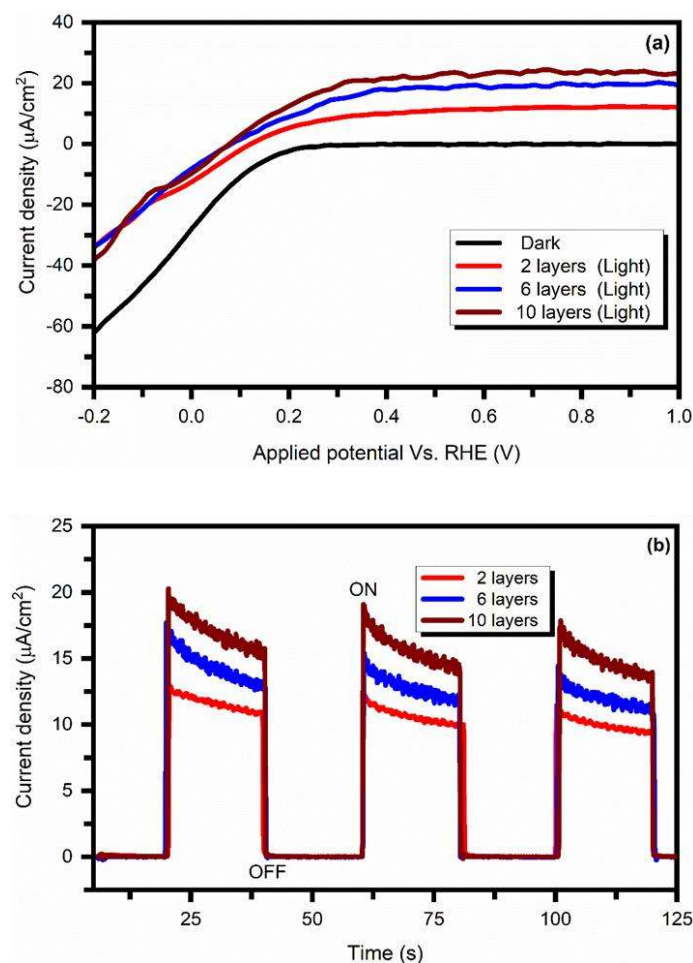 (a)
40
20
0
-20
-40
-60
-80
Current density (µA/cm²)
Dark
2 layers (Light)
6 layers (Light)
10 layers (Light)
-0.2 0.0 0.2 0.4 0.6 0.8 1.0
Applied potential Vs. RHE (V)
(b)
25
20
15
10
5
0
Current density (µA/cm²)
2 layers
6 layers
10 layers
ON
OFF
25 50 75 100 125
Time (s)